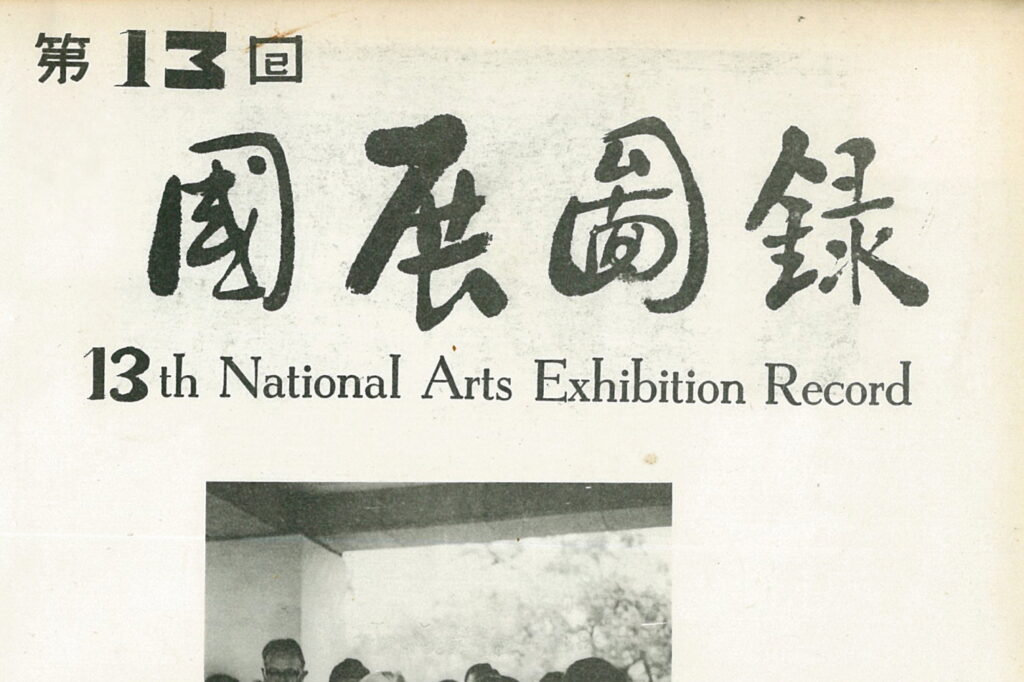 第13回
國展圖錄
13th National Arts Exhibition Record